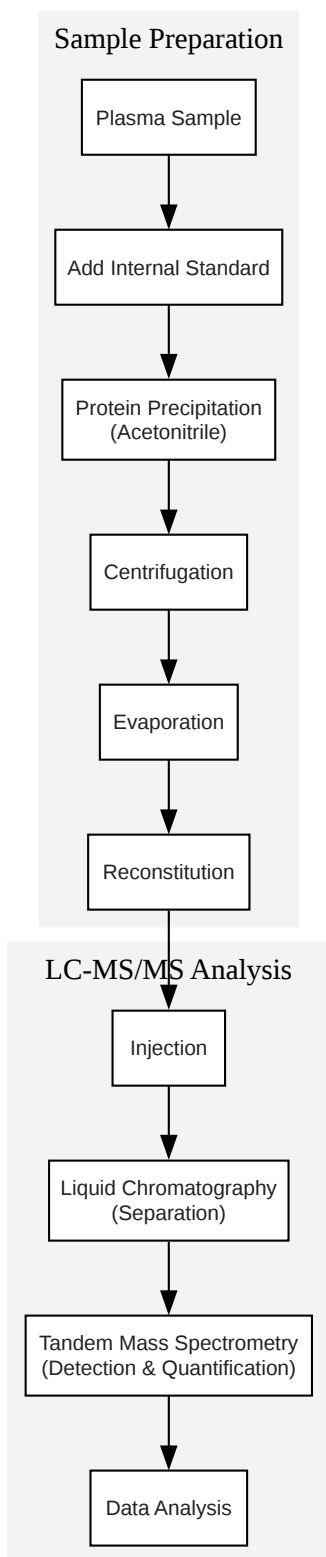 Sample Preparation
Plasma Sample
Add Internal Standard
Protein Precipitation
(Acetonitrile)
Centrifugation
Evaporation
Reconstitution
LC-MS/MS Analysis
Injection
Liquid Chromatography
(Separation)
Tandem Mass Spectrometry
(Detection & Quantification)
Data Analysis